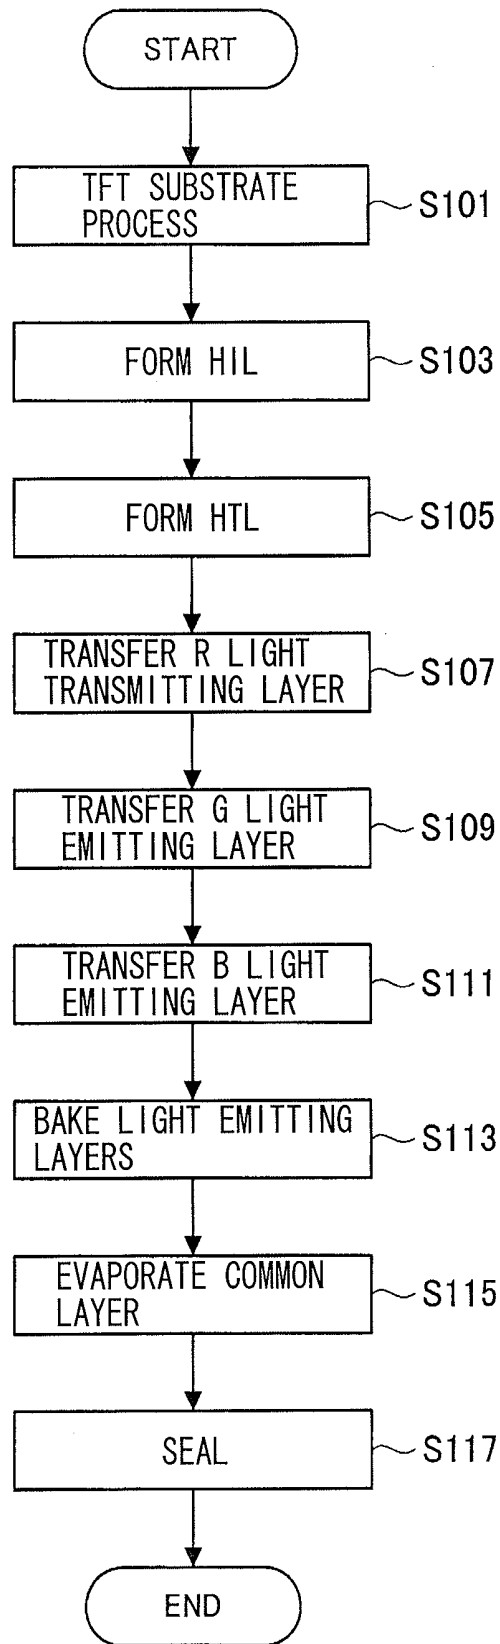 START
TFT SUBSTRATE
PROCESS
S101
FORM HIL
S103
FORM HTL
S105
TRANSFER R LIGHT
TRANSMITTING LAYER
S107
TRANSFER G LIGHT
EMITTING LAYER
S109
TRANSFER B LIGHT
EMITTING LAYER
S111
BAKE LIGHT EMITTING
LAYERS
S113
EVAPORATE COMMON
LAYER
S115
SEAL
S117
END